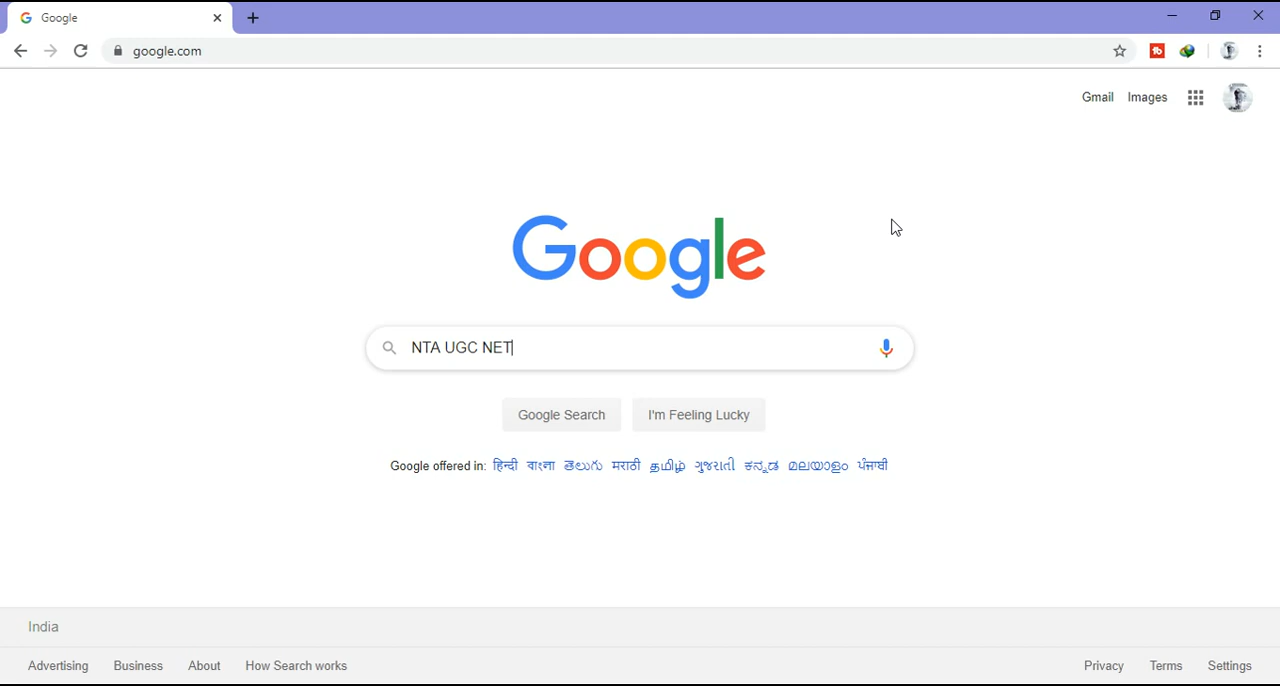 Google
google.com
Gmail Images
Google
NTA UGC NET
Google Search I'm Feeling Lucky
Google offered in: हिन्दी বাংলা తెలుగు मराठी தமிழ் ગુજરાતી ಕನ್ನಡ മലയാളം ਪੰਜਾਬੀ
India
Advertising Business About How Search works Privacy Terms Settings